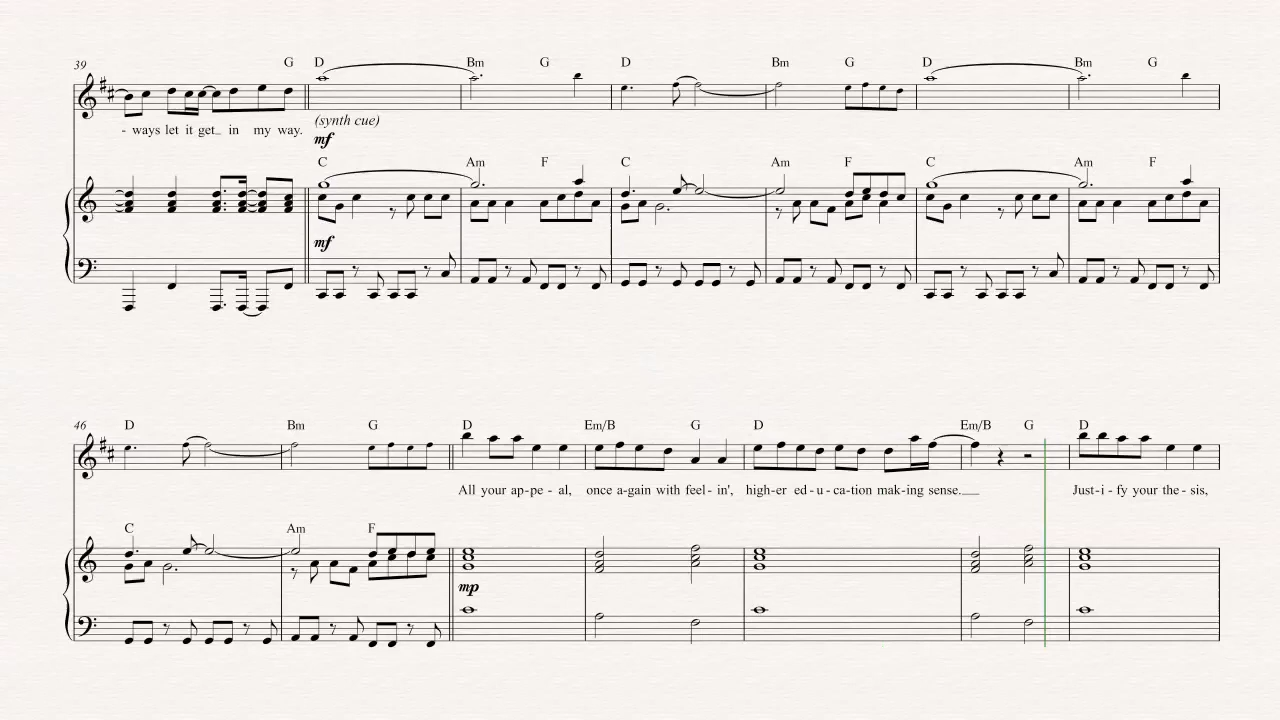 39 G D Bm G D Bm G D Bm G
- ways let it get_ in my way. (synth cue)
mf
C Am F C Am F C Am F
mf
46 D Bm G D Em/B G D Em/B G D
All your ap-pe - al, once a-gain with feel- in', high-er ed - u - ca-tion mak-ing sense.__ Just-i - fy your the - sis,
C Am F
mp